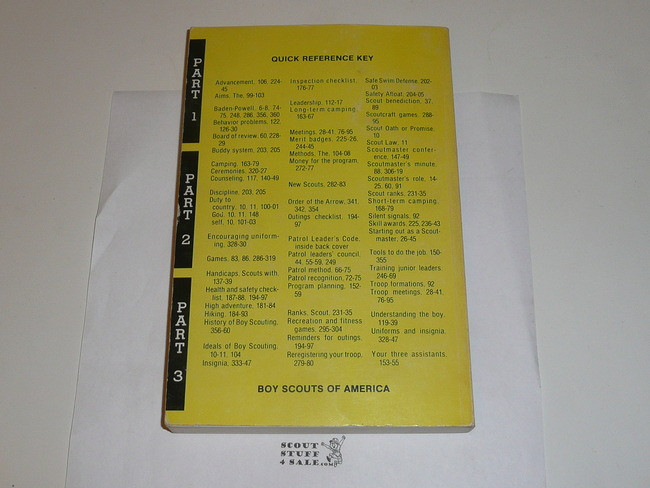 QUICK REFERENCE KEY
PART 1
PART 2
PART 3
Advancement, 106, 224-
45
Aims, The, 99-103
Baden-Powell, 6-8, 74-
75, 248, 286, 356, 360
Behavior problems, 122,
126-30
Board of review, 60, 226-
29
Buddy system, 203, 205
Camping, 163-79
Ceremonies, 320-27
Counseling, 117, 140-49
Discipline, 203, 205
Duty to
country, 10, 11, 100-01
God, 10, 11, 148
self, 10, 101-03
Encouraging uniform-
ing, 328-30
Games, 83, 86, 286-319
Handicaps, Scouts with,
137-39
Health and safety check-
list, 187-88, 194-97
High adventure, 181-84
Hiking, 184-93
History of Boy Scouting,
356-60
Ideals of Boy Scouting,
10-11, 104
Insignia, 333-47
Inspection checklist,
176-77
Leadership, 112-17
Long-term camping,
163-67
Meetings, 28-41, 76-95
Merit badges, 225-26,
244-45
Methods, The, 104-08
Money for the program,
272-77
New Scouts, 282-83
Order of the Arrow, 341,
342, 354
Outings checklist, 194-
97
Patrol Leader's Code,
inside back cover
Patrol leaders' council,
44, 55-59, 249
Patrol method, 66-75
Patrol recognition, 72-75
Program planning, 152-
59
Ranks, Scout, 231-35
Recreation and fitness
games, 295-304
Reminders for outings,
194-97
Reregistering your troop,
279-80
Safe Swim Defense, 202-
03
Safety Afloat, 204-05
Scout benediction, 37,
89
Scoutcraft games, 288-
95
Scout Oath or Promise,
10
Scout Law, 11
Scoutmaster confer-
ence, 147-49
Scoutmaster's minute,
88, 306-19
Scoutmaster's role, 14-
25, 60, 91
Scout ranks, 231-35
Short-term camping,
168-79
Silent signals, 92
Skill awards, 225, 236-43
Starting out as a Scout-
master, 26-45
Tools to do the job, 150-
355
Training junior leaders,
246-69
Troop formations, 92
Troop meetings, 28-41,
76-95
Understanding the boy,
119-39
Uniforms and insignia,
328-47
Your three assistants,
153-55
BOY SCOUTS OF AMERICA
SCOUT
STUFF
4 SALE.com